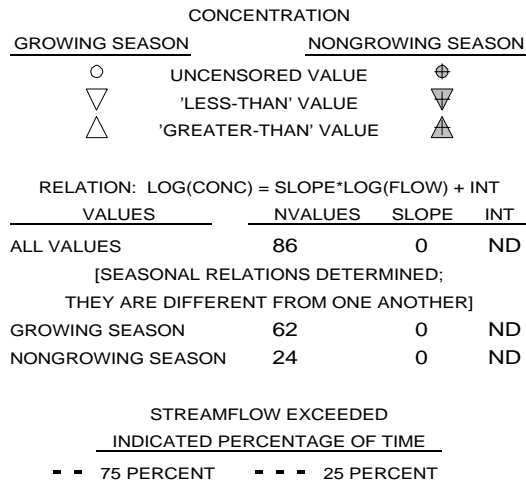 CONCENTRATION
GROWING SEASON NONGROWING SEASON
UNCENSORED VALUE
'LESS-THAN' VALUE
'GREATER-THAN' VALUE
RELATION: LOG(CONC) = SLOPE*LOG(FLOW) + INT
VALUES NVALUES SLOPE INT
ALL VALUES 86 0 ND
[SEASONAL RELATIONS DETERMINED;
THEY ARE DIFFERENT FROM ONE ANOTHER]
GROWING SEASON 62 0 ND
NONGROWING SEASON 24 0 ND
STREAMFLOW EXCEEDED
INDICATED PERCENTAGE OF TIME
75 PERCENT 25 PERCENT